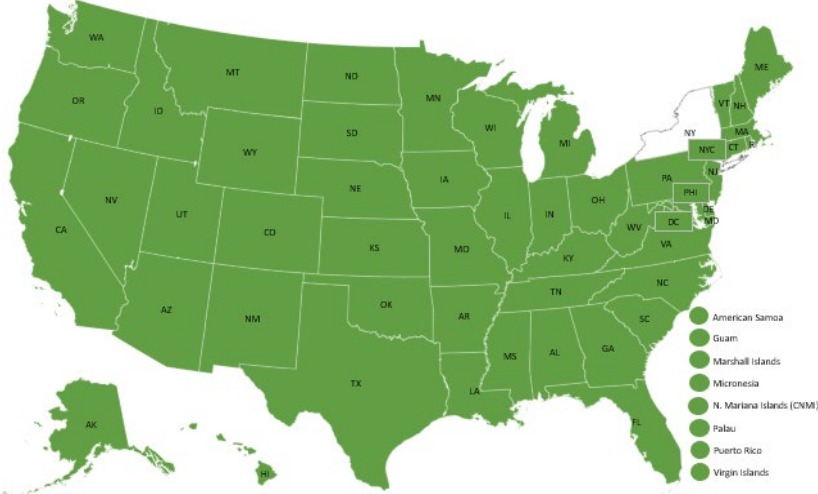 WA
MT
ND
MN
ME
VT
NH
OR
ID
WI
SD
MI
NY
MA
WY
NYC
CT
RI
IA
PA
NJ
NE
PHI
NV
UT
IL
IN
OH
DE
MD
DC
WV
VA
CA
CO
KS
MO
KY
NC
TN
AZ
NM
OK
AR
SC
MS
AL
GA
TX
LA
FL
AK
HI
American Samoa
Guam
Marshall Islands
Micronesia
N. Mariana Islands (CNMI)
Palau
Puerto Rico
Virgin Islands